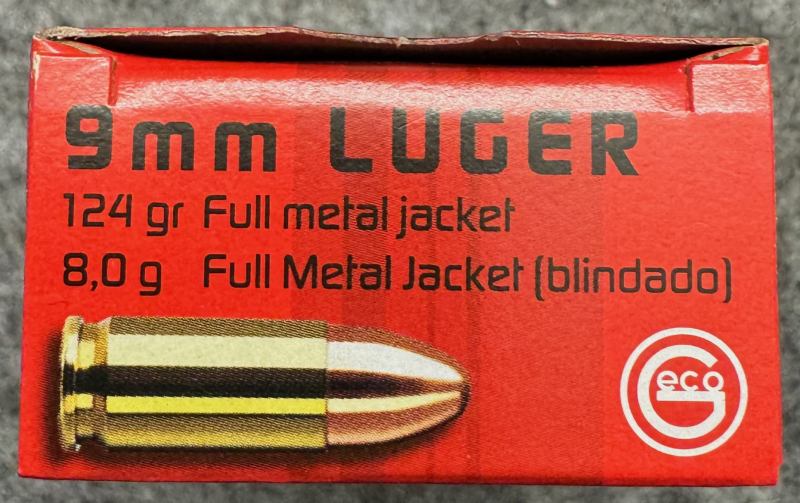 9mm LUGER
124 gr Full metal jacket
8,0 g Full Metal Jacket (blindado)
Geco